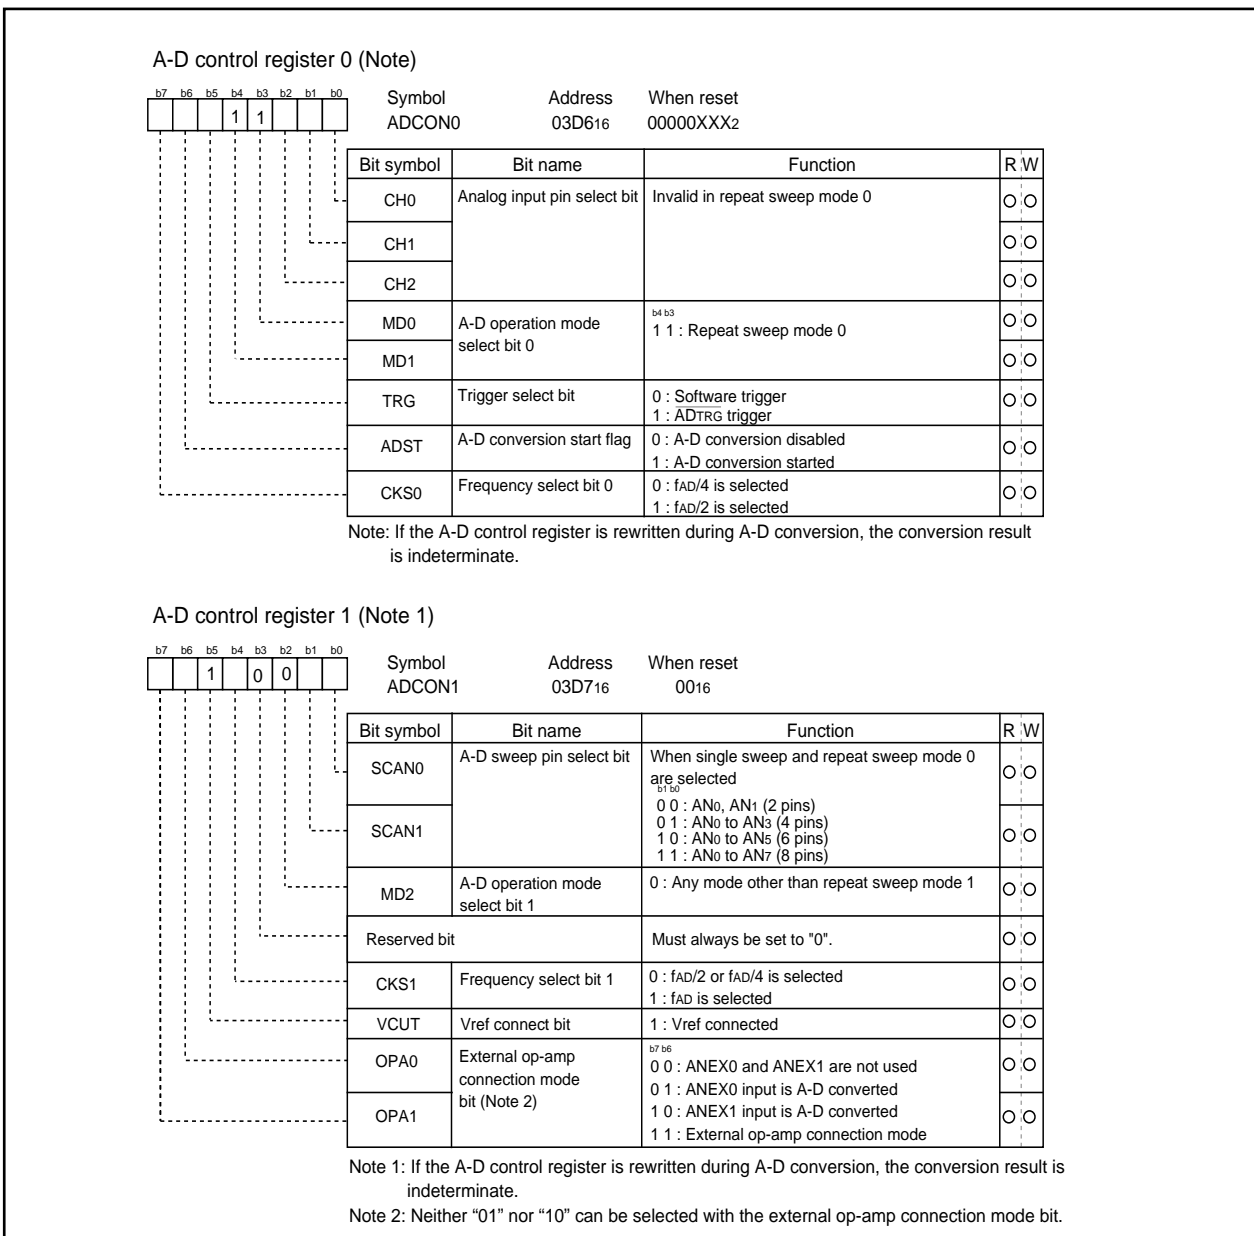 A-D control register 0 (Note)
b7 b6 b5 b4 b3 b2 b1 b0
1 1
Symbol Address When reset
ADCON0 03D616 00000XXX2
Bit symbol Bit name Function R W
CH0 Analog input pin select bit Invalid in repeat sweep mode 0
CH1
CH2
MD0 A-D operation mode select bit 0 b4 b3
1 1 : Repeat sweep mode 0
MD1
TRG Trigger select bit 0 : Software trigger
1 : ADTRG trigger
ADST A-D conversion start flag 0 : A-D conversion disabled
1 : A-D conversion started
CKS0 Frequency select bit 0 0 : fAD/4 is selected
1 : fAD/2 is selected
Note: If the A-D control register is rewritten during A-D conversion, the conversion result
is indeterminate.
A-D control register 1 (Note 1)
b7 b6 b5 b4 b3 b2 b1 b0
1 0 0
Symbol Address When reset
ADCON1 03D716 0016
Bit symbol Bit name Function R W
SCAN0 A-D sweep pin select bit When single sweep and repeat sweep mode 0
are selected
b1 b0
0 0 : AN0, AN1 (2 pins)
0 1 : AN0 to AN3 (4 pins)
SCAN1 1 0 : AN0 to AN5 (6 pins)
1 1 : AN0 to AN7 (8 pins)
MD2 A-D operation mode select bit 1 0 : Any mode other than repeat sweep mode 1
Reserved bit Must always be set to "0".
CKS1 Frequency select bit 1 0 : fAD/2 or fAD/4 is selected
1 : fAD is selected
VCUT Vref connect bit 1 : Vref connected
OPA0 External op-amp connection mode bit (Note 2) b7 b6
0 0 : ANEX0 and ANEX1 are not used
0 1 : ANEX0 input is A-D converted
OPA1 1 0 : ANEX1 input is A-D converted
1 1 : External op-amp connection mode
Note 1: If the A-D control register is rewritten during A-D conversion, the conversion result is
indeterminate.
Note 2: Neither “01” nor “10” can be selected with the external op-amp connection mode bit.